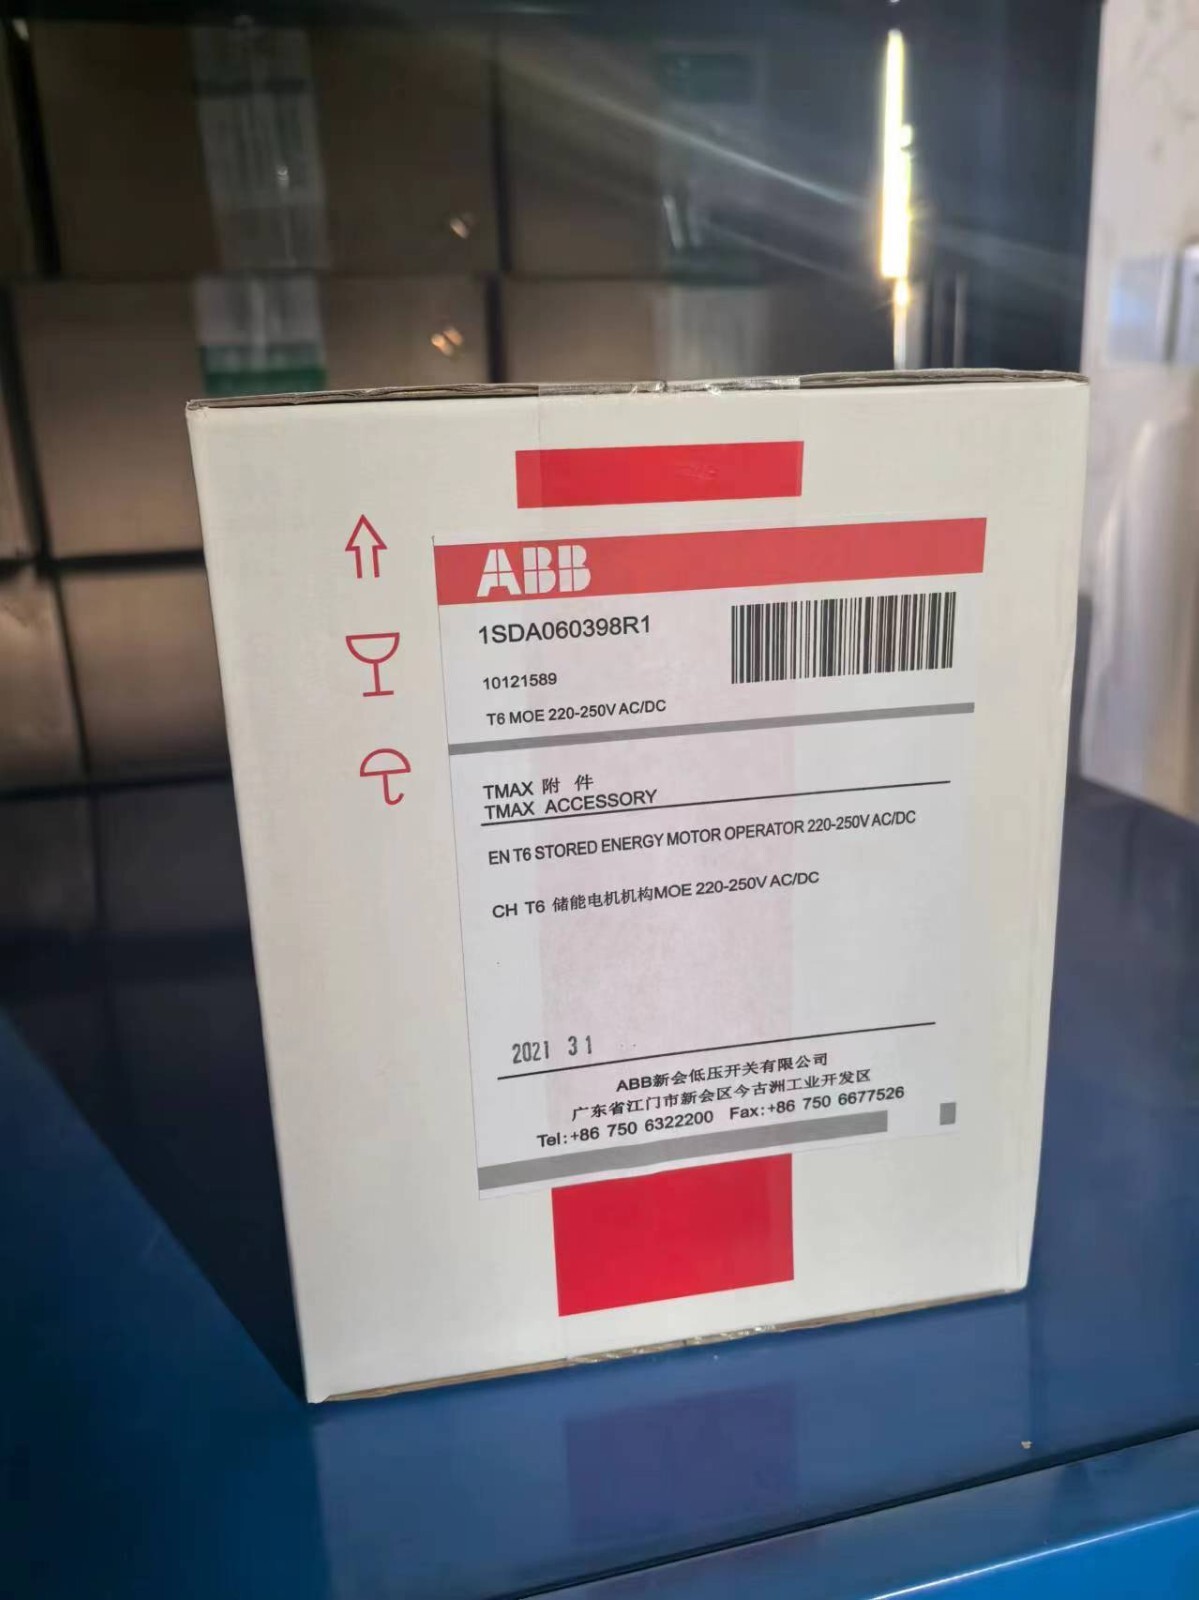 ABB
1SDA060398R1
10121589
T6 MOE 220-250V AC/DC
TMAX 附 件
TMAX ACCESSORY
EN T6 STORED ENERGY MOTOR OPERATOR 220-250V AC/DC
CH T6 储能电机机构MOE 220-250V AC/DC
2021 31
ABB新会低压开关有限公司
广东省江门市新会区今古洲工业开发区
Tel:+86 750 6322200 Fax:+86 750 6677526